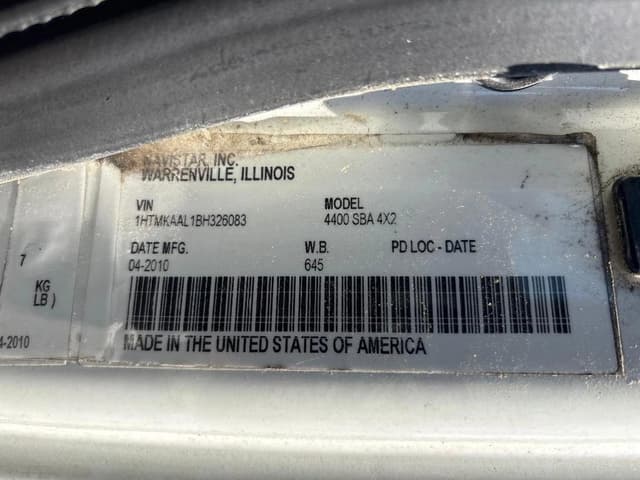 NAVISTAR, INC.
WARRENVILLE, ILLINOIS
VIN MODEL
1HTMKAAL1BH326083 4400 SBA 4X2
DATE MFG. W.B. PD LOC - DATE
04-2010 645
MADE IN THE UNITED STATES OF AMERICA
7
KG
LB )
4-2010